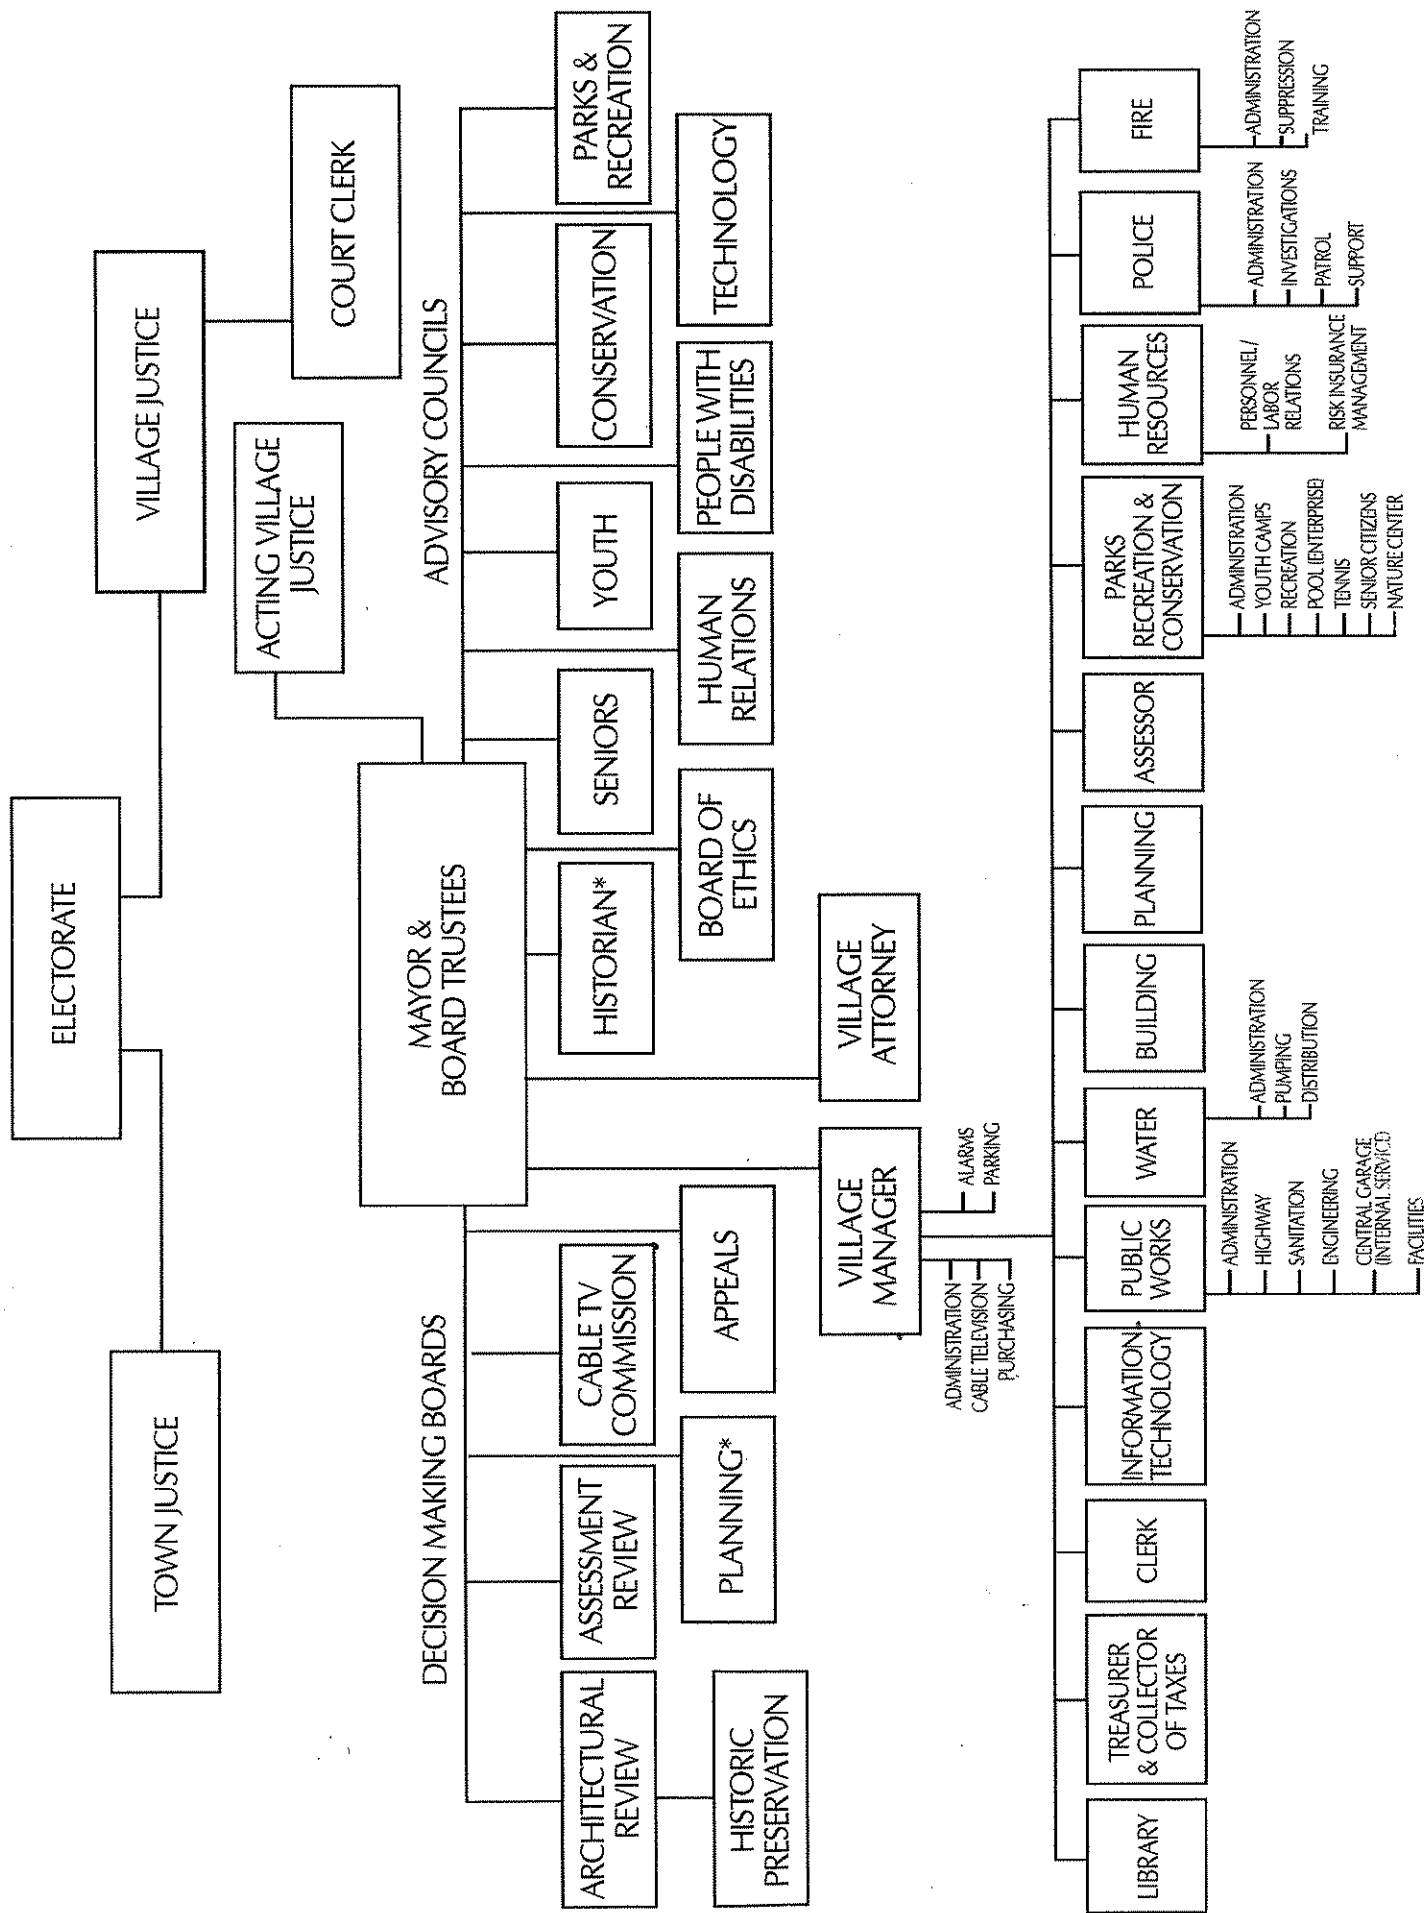 ELECTORATE
TOWN JUSTICE
VILLAGE JUSTICE
COURT CLERK
ACTING VILLAGE
JUSTICE
MAYOR &
BOARD TRUSTEES
DECISION MAKING BOARDS
ADVISORY COUNCILS
ARCHITECTURAL
REVIEW
ASSESSMENT
REVIEW
CABLE TV
COMMISSION
HISTORIAN*
SENIORS
YOUTH
CONSERVATION
PARKS &
RECREATION
HISTORIC
PRESERVATION
PLANNING*
APPEALS
BOARD OF
ETHICS
HUMAN
RELATIONS
PEOPLE WITH
DISABILITIES
TECHNOLOGY
VILLAGE
MANAGER
VILLAGE
ATTORNEY
ADMINISTRATION
CABLE TELEVISION
PURCHASING
ALARMS
PARKING
LIBRARY
TREASURER
& COLLECTOR
OF TAXES
CLERK
INFORMATION
TECHNOLOGY
PUBLIC
WORKS
ADMINISTRATION
HIGHWAY
SANITATION
ENGINEERING
CENTRAL GARAGE
(INTERNAL SERVICE)
FACILITIES
WATER
ADMINISTRATION
PUMPING
DISTRIBUTION
BUILDING
PLANNING
ASSESSOR
PARKS
RECREATION &
CONSERVATION
ADMINISTRATION
YOUTH CAMPS
RECREATION
POOL (ENTERPRISE)
TENNIS
SENIOR CITIZENS
NATURE CENTER
HUMAN
RESOURCES
PERSONNEL/
LABOR
RELATIONS
RISK INSURANCE
MANAGEMENT
POLICE
ADMINISTRATION
INVESTIGATIONS
PATROL
SUPPORT
FIRE
ADMINISTRATION
SUPPRESSION
TRAINING